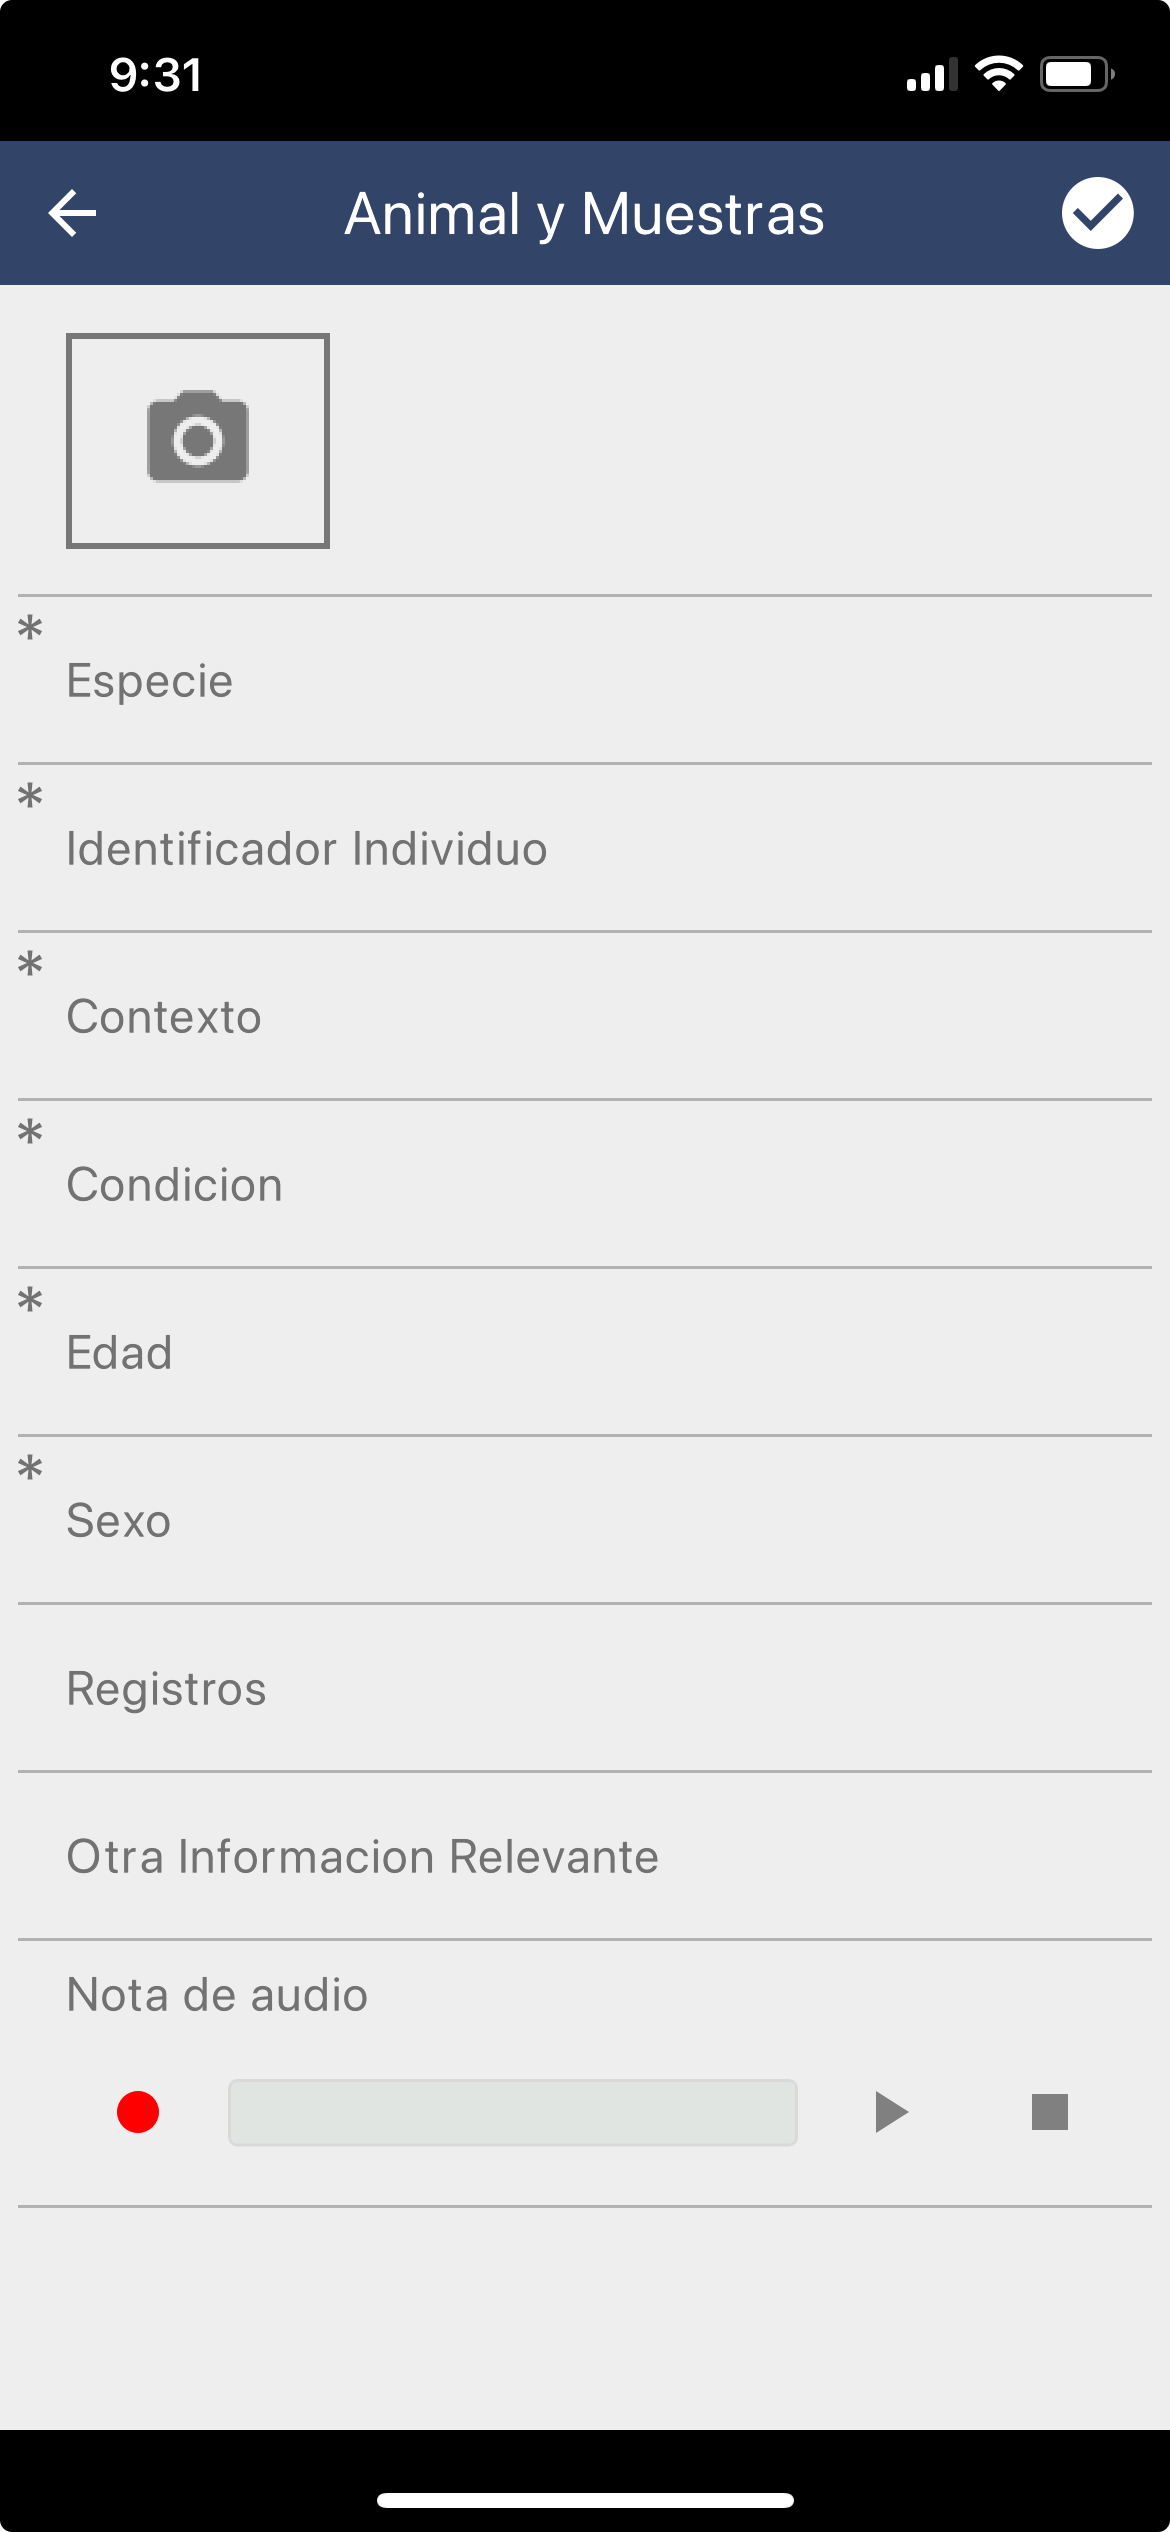 9:31
Animal y Muestras
*
Especie
*
Identificador Individuo
*
Contexto
*
Condicion
*
Edad
*
Sexo
Registros
Otra Informacion Relevante
Nota de audio